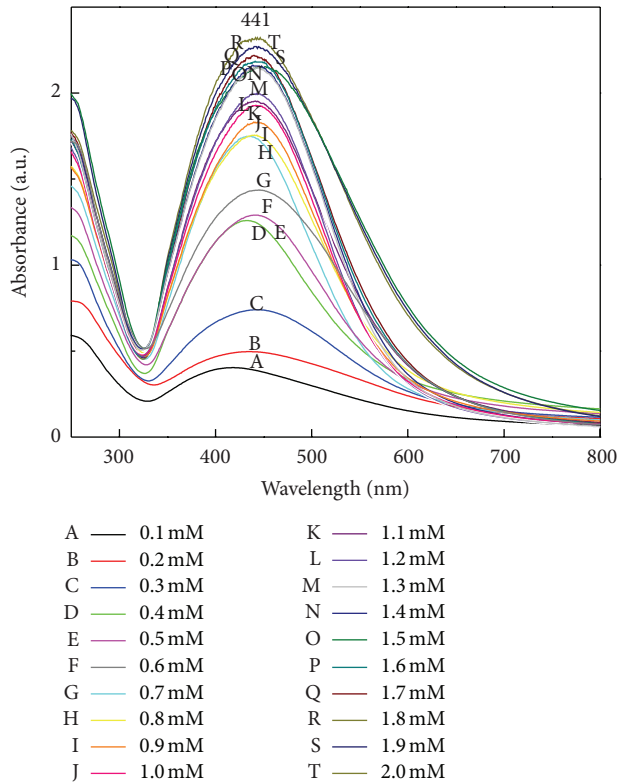 441
R T
Q S
P O N
M
L
K
J I
H
G
F
D E
C
B
A
2
1
0
Absorbance (a.u.)
300 400 500 600 700 800
Wavelength (nm)
A 0.1 mM
B 0.2 mM
C 0.3 mM
D 0.4 mM
E 0.5 mM
F 0.6 mM
G 0.7 mM
H 0.8 mM
I 0.9 mM
J 1.0 mM
K 1.1 mM
L 1.2 mM
M 1.3 mM
N 1.4 mM
O 1.5 mM
P 1.6 mM
Q 1.7 mM
R 1.8 mM
S 1.9 mM
T 2.0 mM